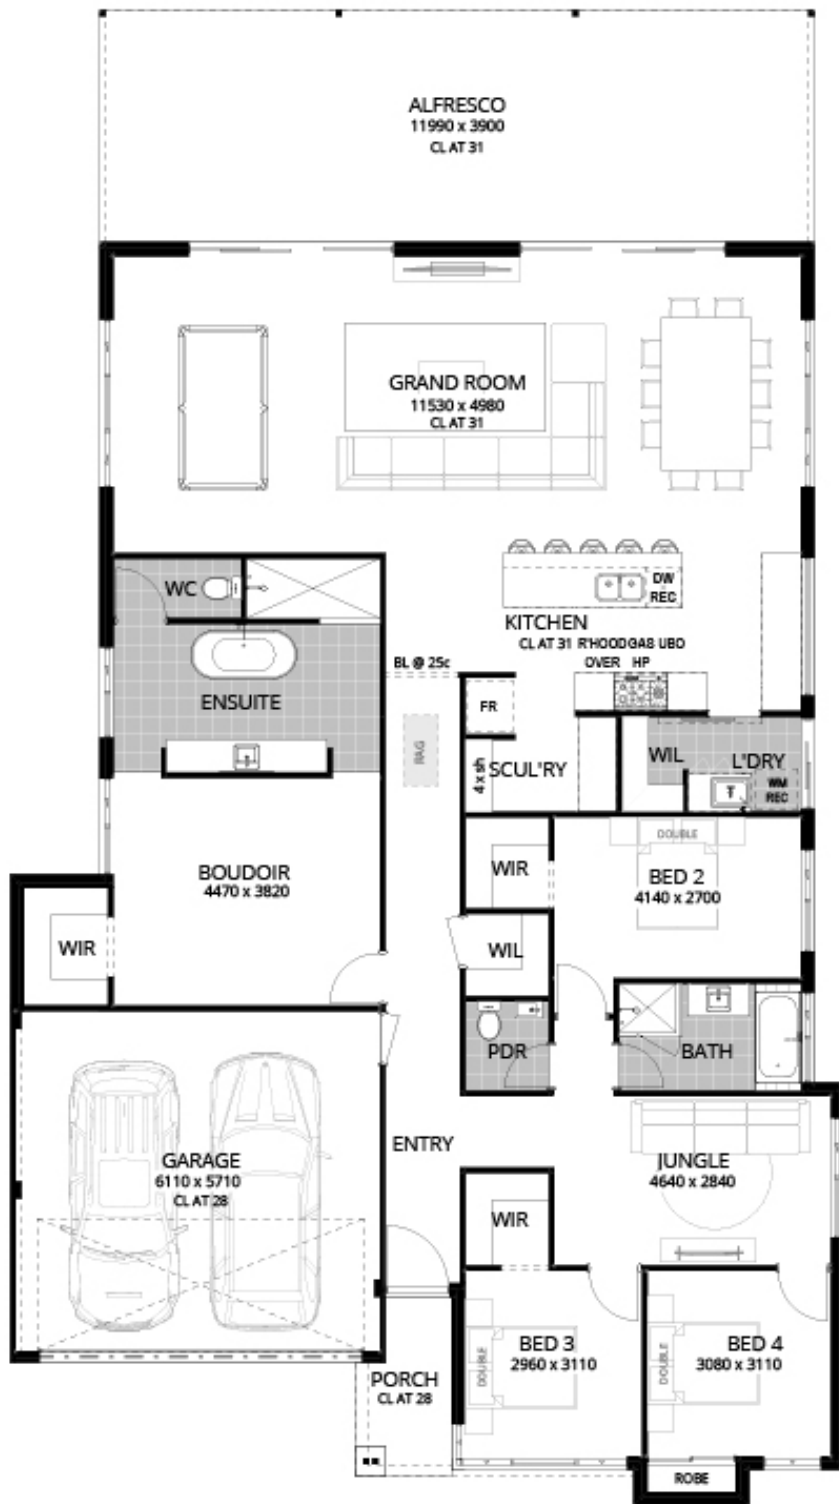 ALFRESCO
11990 x 3900
CL AT 31
GRAND ROOM
11530 x 4980
CL AT 31
WC
DW
REC
KITCHEN
CL AT 31 R'HOODGAS UBO
OVER HP
BL @ 25c
ENSUITE
FR
RAG
4 x sh
SCUL'RY
WIL
L'DRY
T
WM
REC
DOUBLE
BOUDOIR
4470 x 3820
WIR
BED 2
4140 x 2700
WIR
WIL
PDR
BATH
ENTRY
GARAGE
6110 x 5710
CL AT 28
JUNGLE
4640 x 2840
WIR
BED 3
2960 x 3110
DOUBLE
BED 4
3080 x 3110
DOUBLE
PORCH
CL AT 28
ROBE